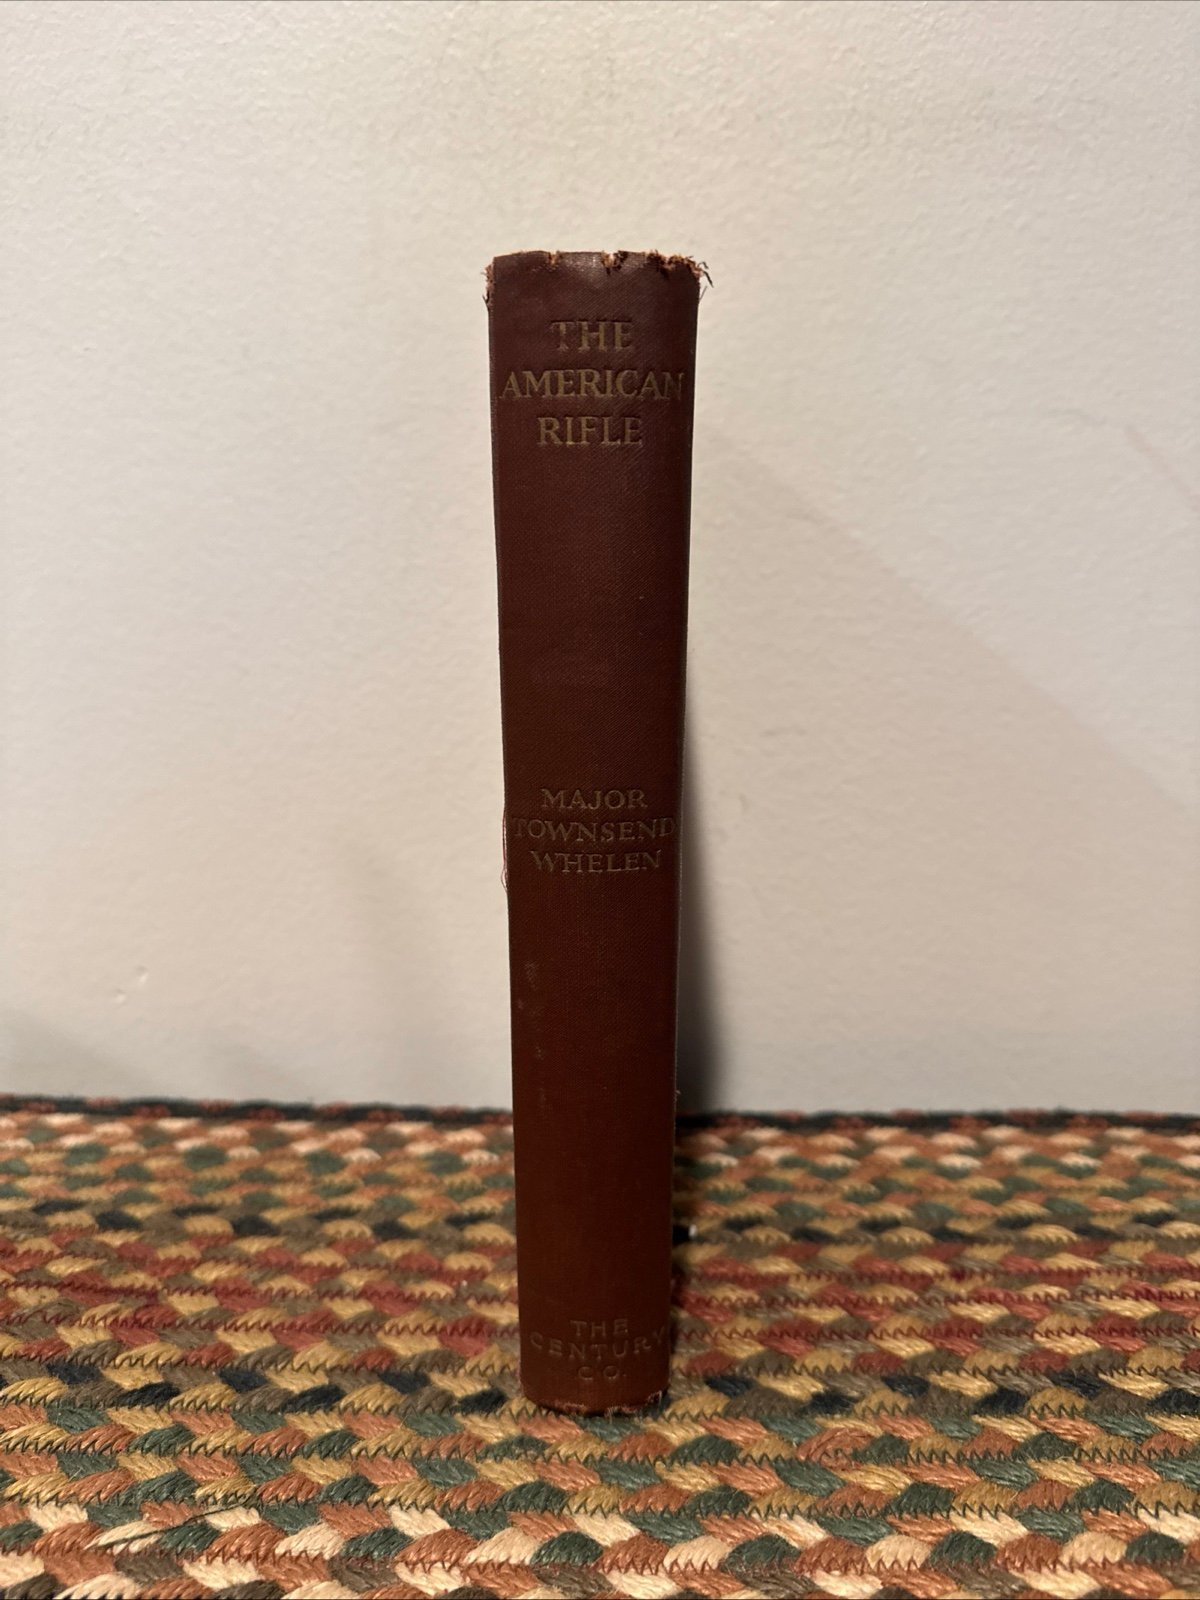 THE
AMERICAN
RIFLE
MAJOR
TOWNSEND
WHELEN
THE
CENTURY
CO.